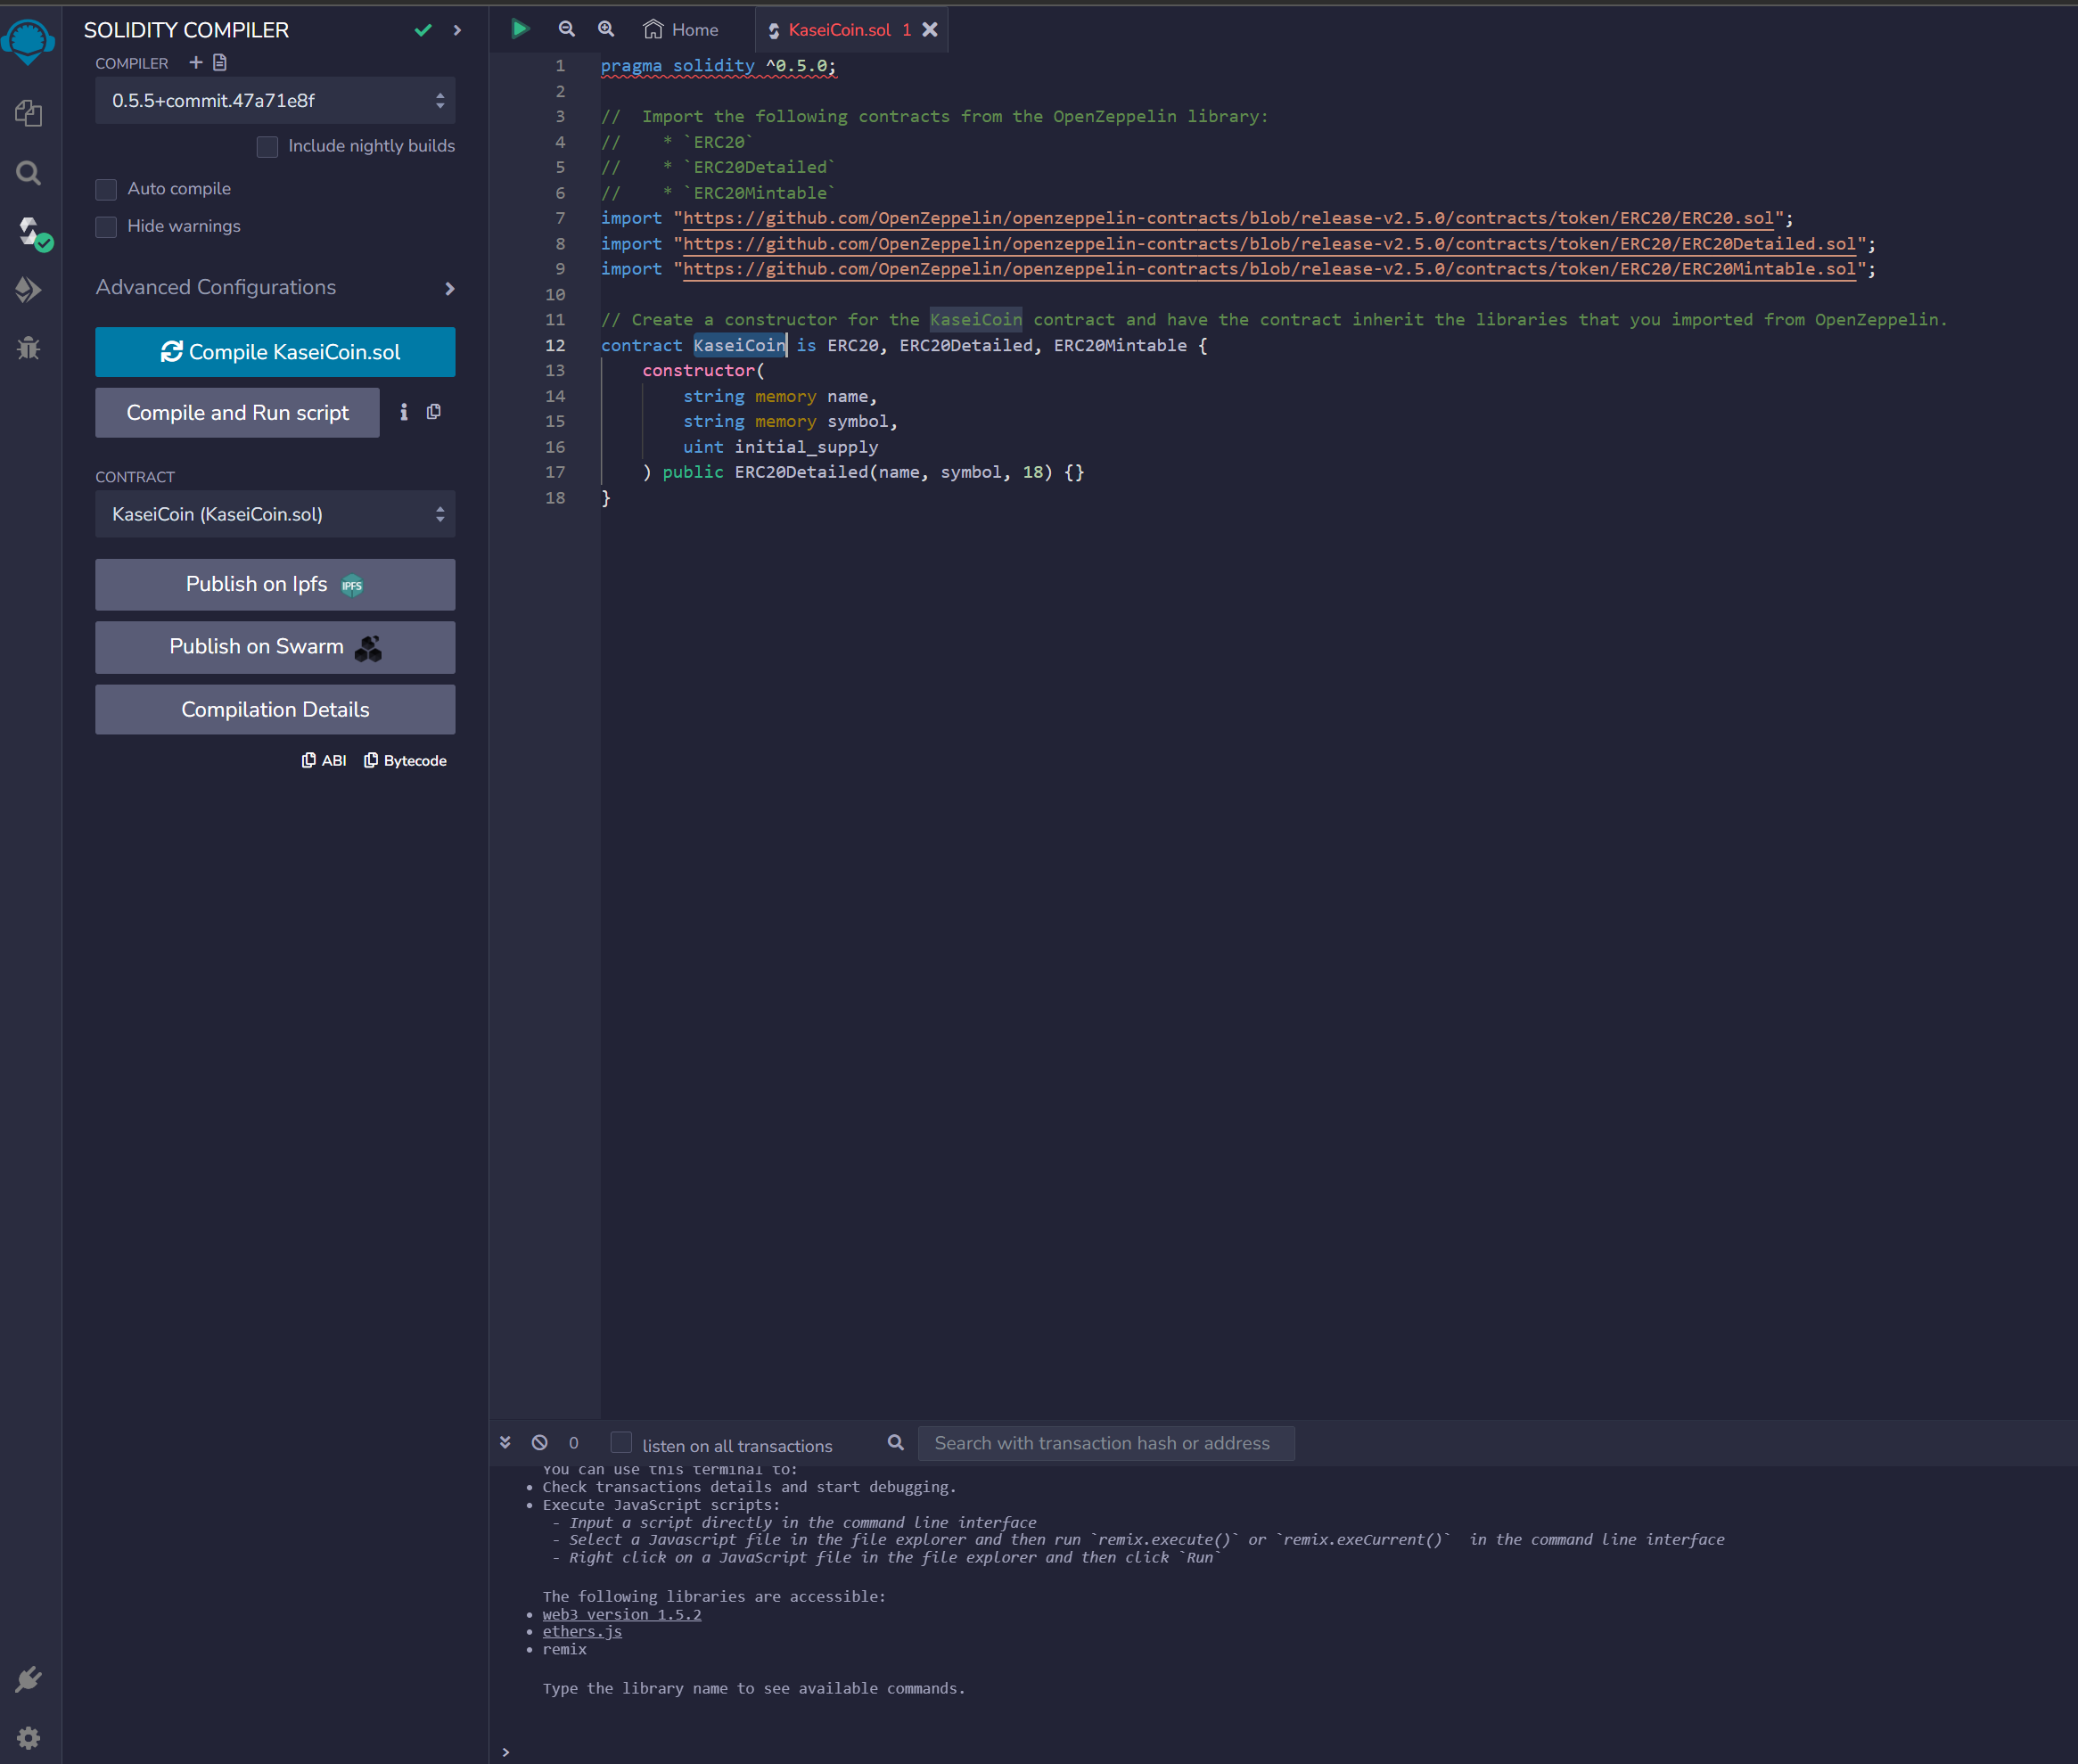 SOLIDITY COMPILER
COMPILER
0.5.5+commit.47a71e8f
Include nightly builds
Auto compile
Hide warnings
Advanced Configurations
Compile KaseiCoin.sol
Compile and Run script
CONTRACT
KaseiCoin (KaseiCoin.sol)
Publish on Ipfs
IPFS
Publish on Swarm
Compilation Details
ABI Bytecode
Home KaseiCoin.sol 1
1 pragma solidity ^0.5.0;
2
3 //  Import the following contracts from the OpenZeppelin library:
4 //    * `ERC20`
5 //    * `ERC20Detailed`
6 //    * `ERC20Mintable`
7 import "https://github.com/OpenZeppelin/openzeppelin-contracts/blob/release-v2.5.0/contracts/token/ERC20/ERC20.sol";
8 import "https://github.com/OpenZeppelin/openzeppelin-contracts/blob/release-v2.5.0/contracts/token/ERC20/ERC20Detailed.sol";
9 import "https://github.com/OpenZeppelin/openzeppelin-contracts/blob/release-v2.5.0/contracts/token/ERC20/ERC20Mintable.sol";
10
11 // Create a constructor for the KaseiCoin contract and have the contract inherit the libraries that you imported from OpenZeppelin.
12 contract KaseiCoin is ERC20, ERC20Detailed, ERC20Mintable {
13     constructor(
14         string memory name,
15         string memory symbol,
16         uint initial_supply
17     ) public ERC20Detailed(name, symbol, 18) {}
18 }
0 listen on all transactions Search with transaction hash or address
You can use this terminal to:
• Check transactions details and start debugging.
• Execute JavaScript scripts:
- Input a script directly in the command line interface
- Select a Javascript file in the file explorer and then run `remix.execute()` or `remix.exeCurrent()`  in the command line interface
- Right click on a JavaScript file in the file explorer and then click `Run`
The following libraries are accessible:
• web3 version 1.5.2
• ethers.js
• remix
Type the library name to see available commands.
>